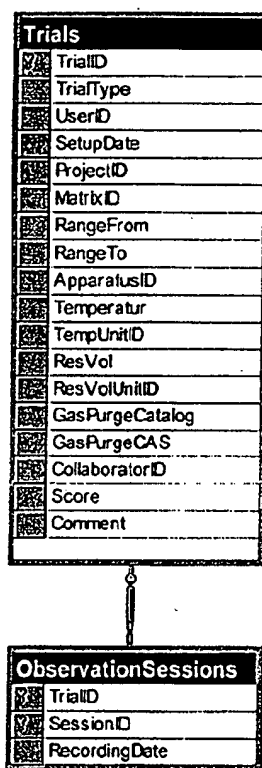 Trials
TrialID
TrialType
UserID
SetupDate
ProjectID
MatrixID
RangeFrom
RangeTo
ApparatusID
Temperatur
TempUnitID
ResVol
ResVolUnitID
GasPurgeCatalog
GasPurgeCAS
CollaboratorID
Score
Comment
ObservationSessions
TrialID
SessionID
RecordingDate